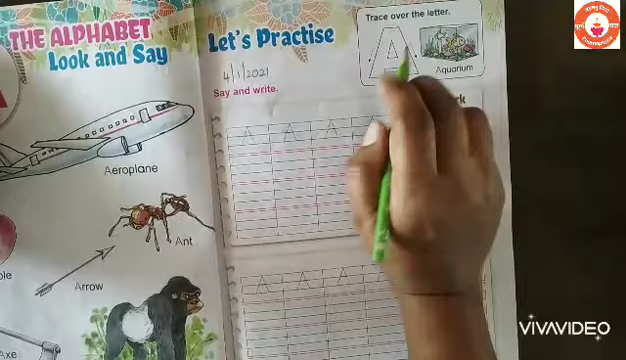 THE ALPHABET
Look and Say
Aeroplane
Ant
Arrow
Axe
Let's Practise
4/1/2021
Say and write.
Trace over the letter.
A
Aquarium
A A A
A A A
VIVAVIDEO